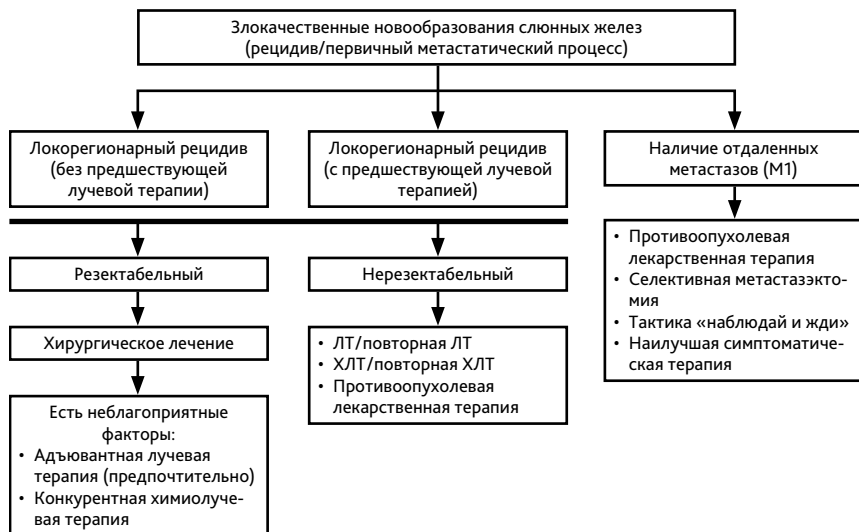 Злокачественные новообразования слюнных желез
(рецидив/первичный метастатический процесс)
Локорегионарный рецидив
(без предшествующей
лучевой терапии)
Локорегионарный рецидив
(с предшествующей лучевой
терапией)
Наличие отдаленных
метастазов (М1)
Резектабельный
Нерезектабельный
• Противоопухолевая
лекарственная терапия
• Селективная метастазэкто-
мия
• Тактика «наблюдай и жди»
• Наилучшая симптоматиче-
ская терапия
Хирургическое лечение
• ЛТ/повторная ЛТ
• ХЛТ/повторная ХЛТ
• Противоопухолевая
лекарственная терапия
Есть неблагоприятные
факторы:
• Адъювантная лучевая
терапия (предпочтительно)
• Конкурентная химиолуче-
вая терапия